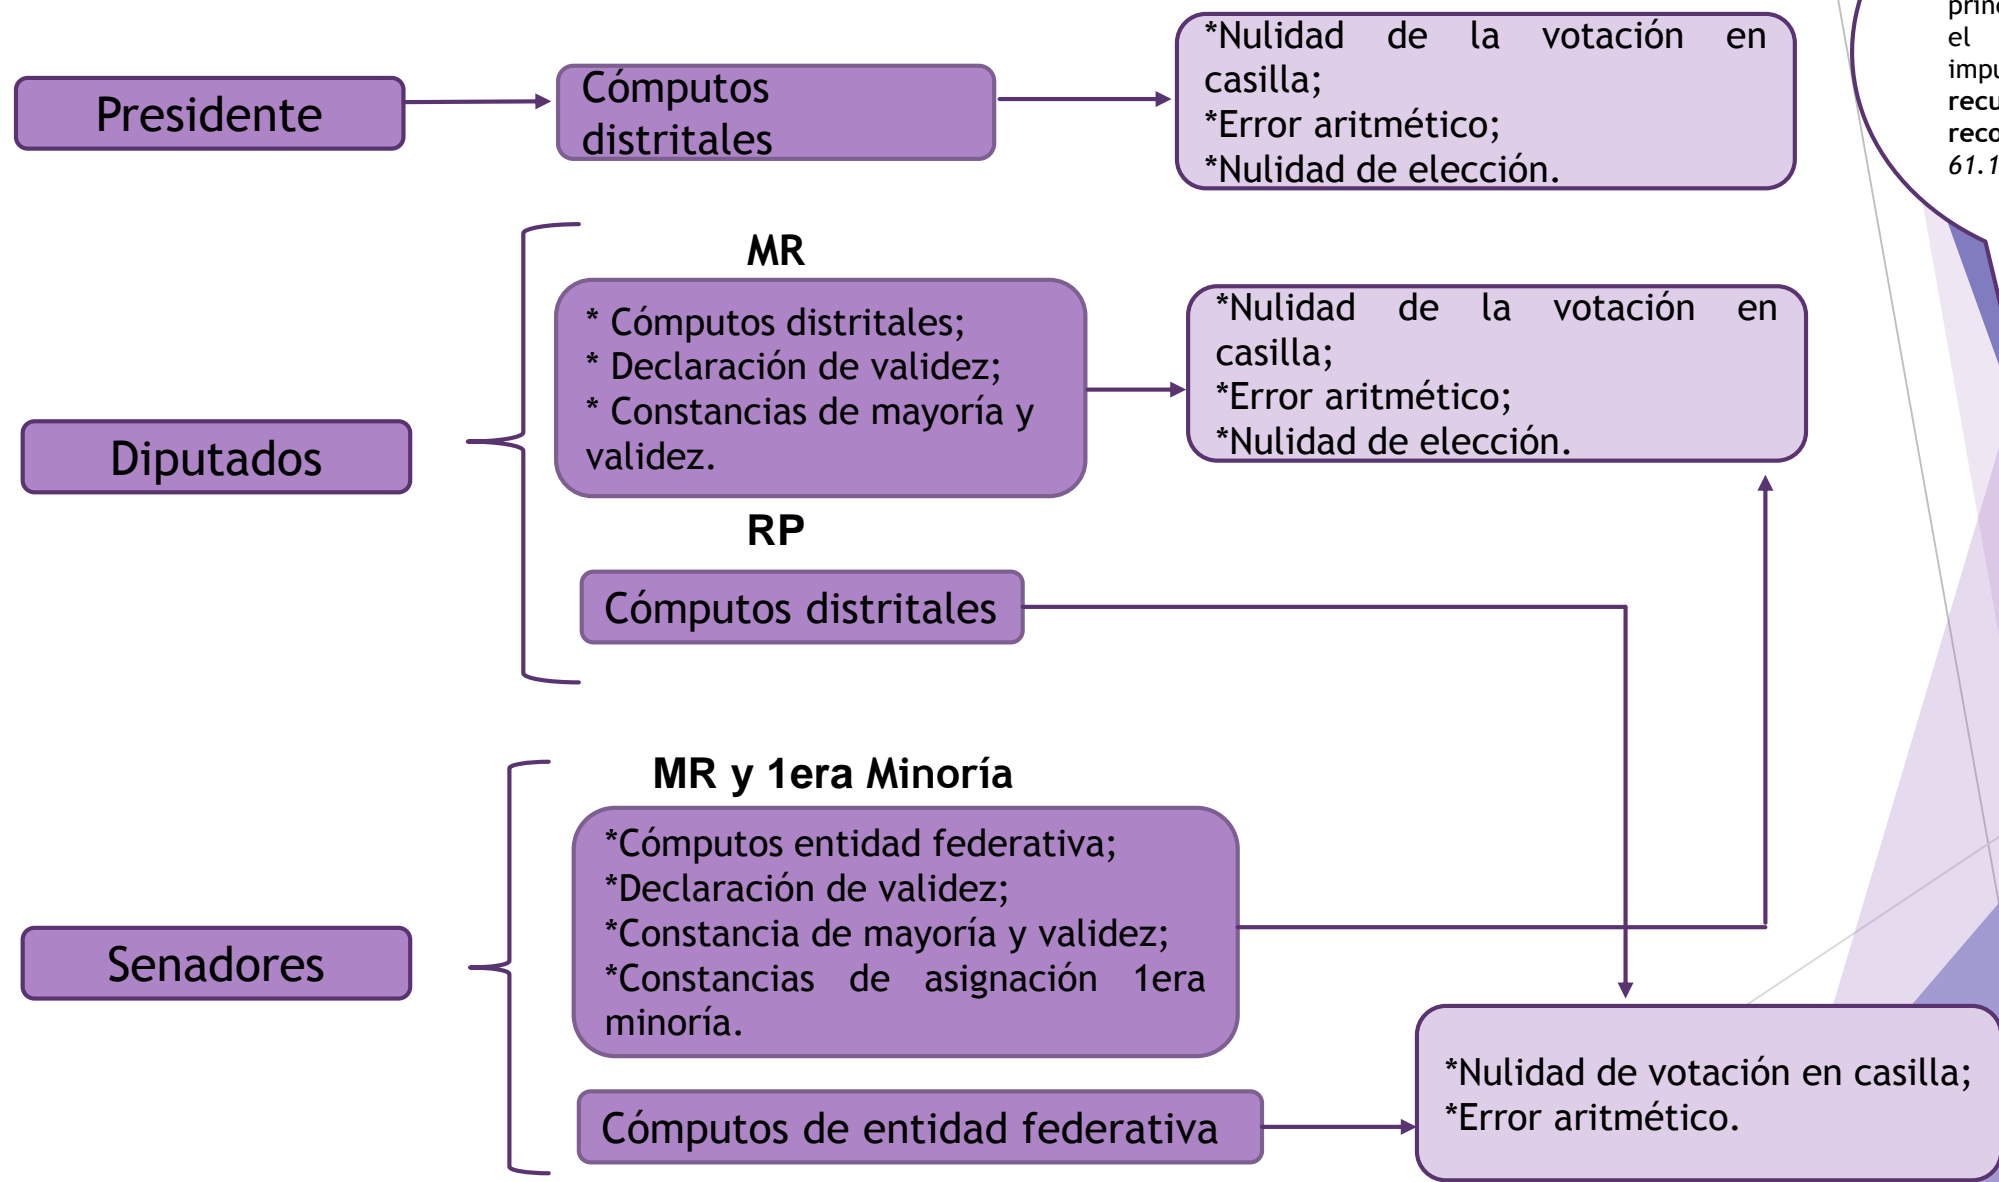 Presidente
Cómputos
distritales
*Nulidad de la votación en
casilla;
*Error aritmético;
*Nulidad de elección.
el
61.1
Diputados
MR
* Cómputos distritales;
* Declaración de validez;
* Constancias de mayoría y
validez.
*Nulidad de la votación en
casilla;
*Error aritmético;
*Nulidad de elección.
RP
Cómputos distritales
Senadores
MR y 1era Minoría
*Cómputos entidad federativa;
*Declaración de validez;
*Constancia de mayoría y validez;
*Constancias de asignación 1era
minoría.
Cómputos de entidad federativa
*Nulidad de votación en casilla;
*Error aritmético.